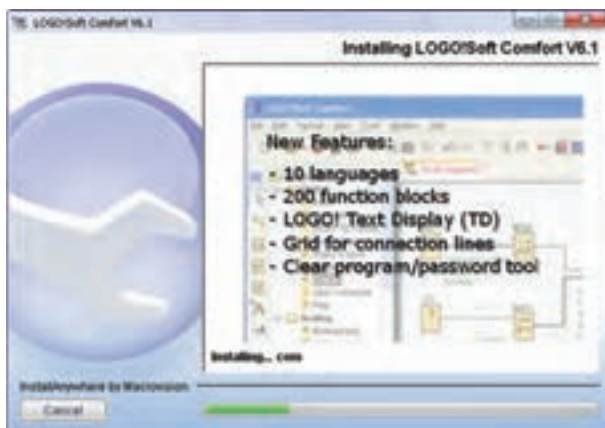 LOGO!Soft Comfort V6.1
Installing LOGO!Soft Comfort V6.1
New Features:
- 10 languages
- 200 function blocks
- LOGO! Text Display (TD)
- Grid for connection lines
- Clear program/password tool
Installing... com
InstallAnywhere by Macrovision
Cancel